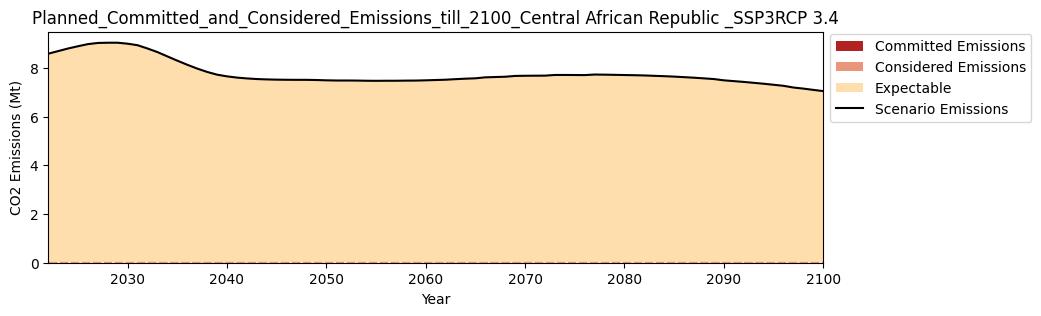 Planned_Committed_and_Considered_Emissions_till_2100_Central African Republic _SSP3RCP 3.4
CO2 Emissions (Mt)
8
6
4
2
0
2030 2040 2050 2060 2070 2080 2090 2100
Year
Committed Emissions
Considered Emissions
Expectable
Scenario Emissions